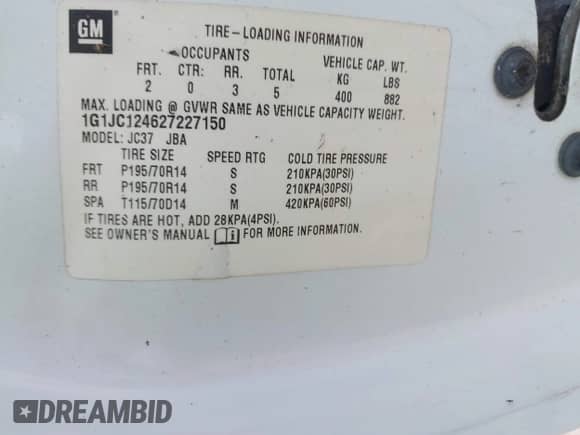 GM
TIRE-LOADING INFORMATION
OCCUPANTS VEHICLE CAP. WT.
FRT. CTR: RR. TOTAL KG LBS
2 0 3 5 400 882
MAX. LOADING @ GVWR SAME AS VEHICLE CAPACITY WEIGHT.
1G1JC124627227150
MODEL: JC37 JBA
TIRE SIZE SPEED RTG COLD TIRE PRESSURE
FRT P195/70R14 S 210KPA(30PSI)
RR P195/70R14 S 210KPA(30PSI)
SPA T115/70D14 M 420KPA(60PSI)
IF TIRES ARE HOT, ADD 28KPA(4PSI).
SEE OWNER'S MANUAL i FOR MORE INFORMATION.
DREAMBID